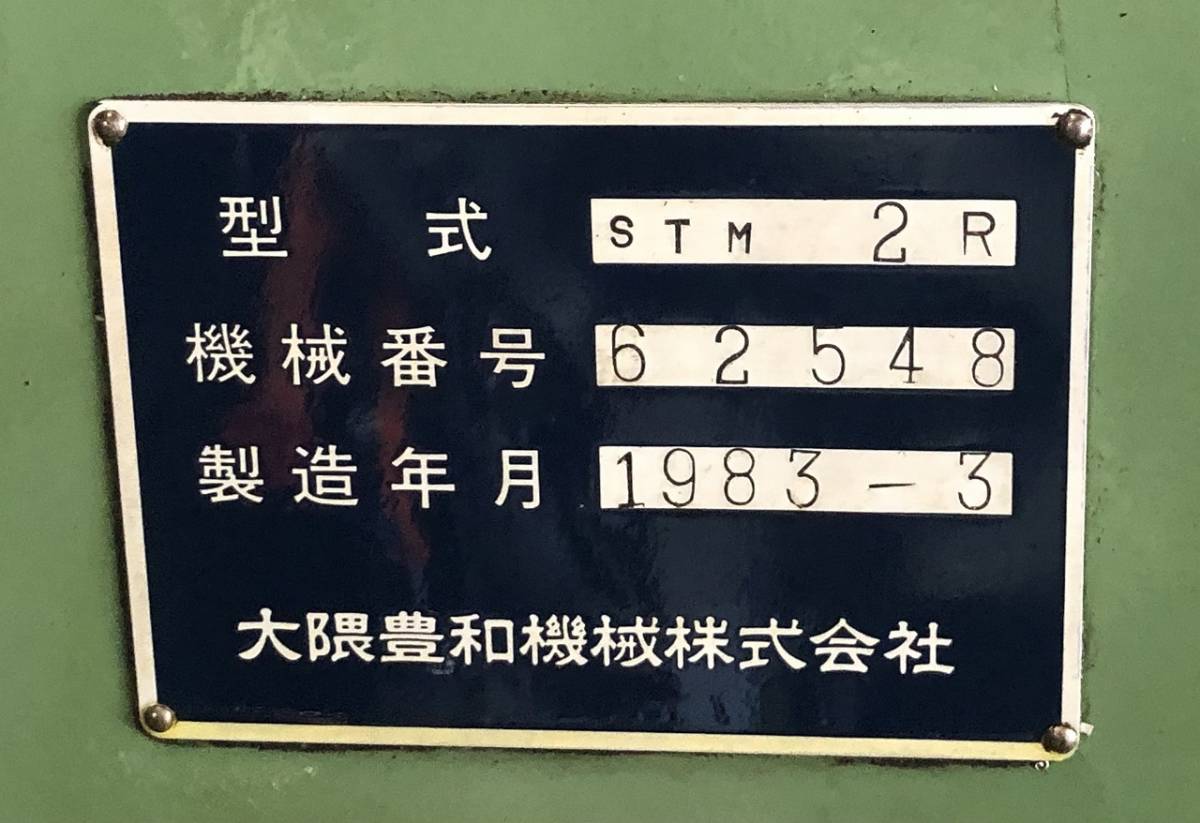 型式 STM 2R
機械番号 62548
製造年月 1983-3
大隈豊和機械株式会社